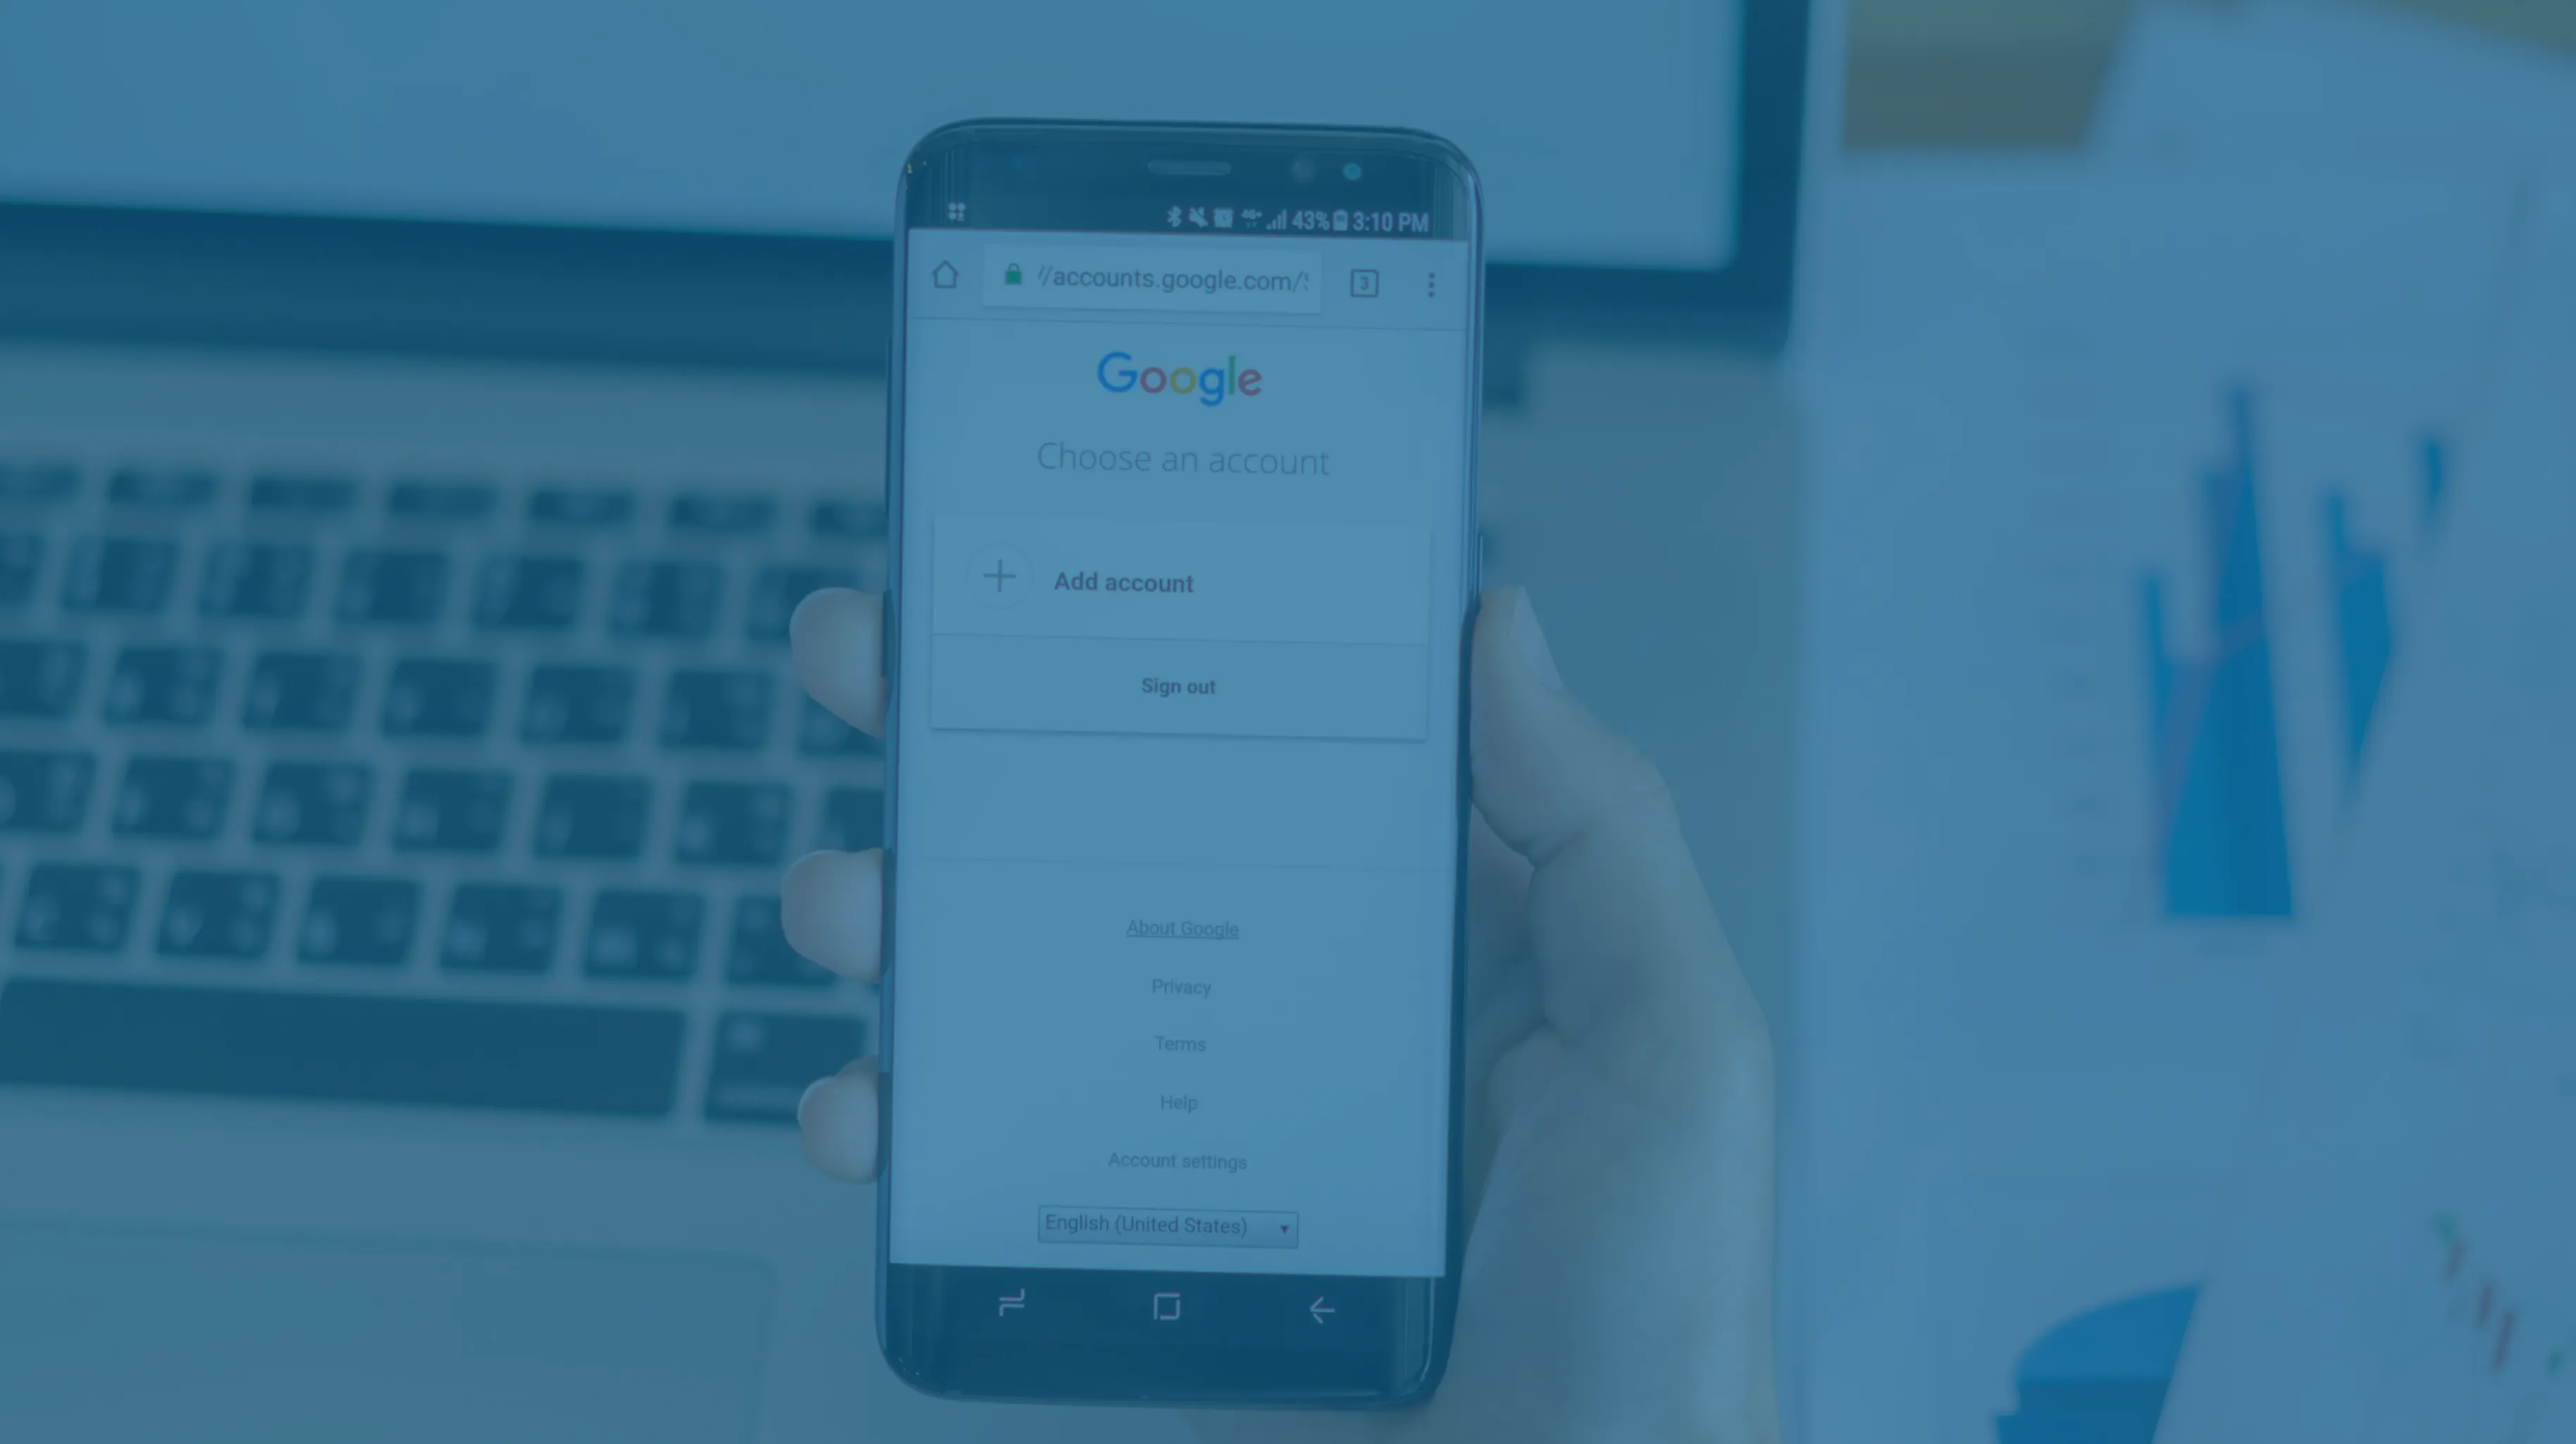 4G+ 43% 3:10 PM
//accounts.google.com/
3
Google
Choose an account
Add account
Sign out
About Google
Privacy
Terms
Help
Account settings
English (United States)